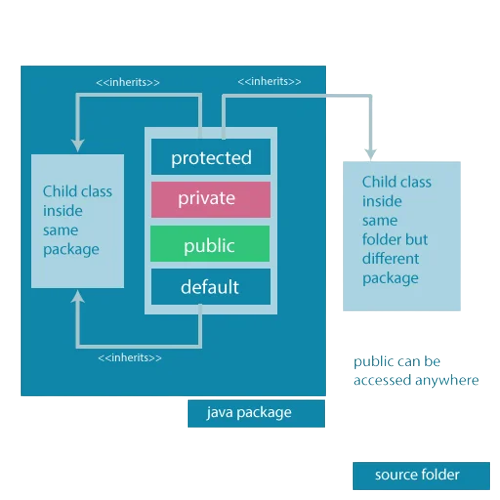 <<inherits>>
<<inherits>>
protected
private
public
default
Child class
inside
same
package
Child class
inside
same
folder but
different
package
<<inherits>>
public can be
accessed anywhere
java package
source folder